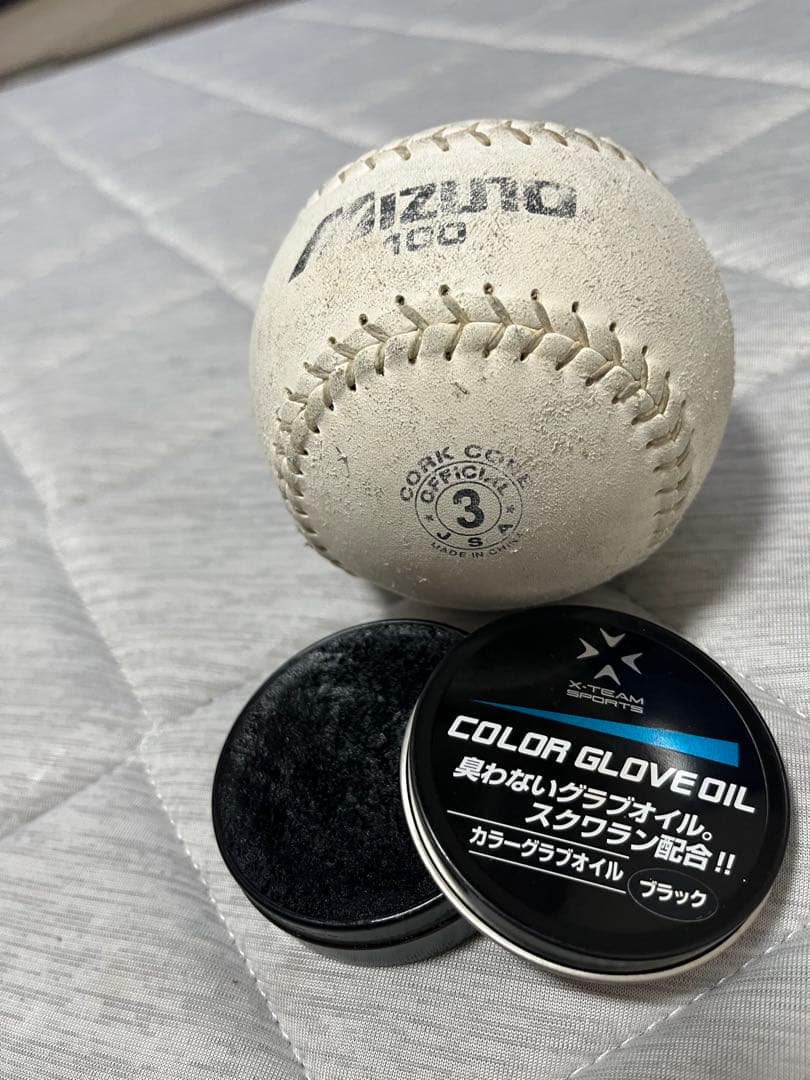 MIZUNO
100
CORK CORE
OFFICIAL
3
JSA
MADE IN CHINA
X-TEAM
SPORTS
COLOR GLOVE OIL
臭わないグラブオイル。
スクワラン配合!!
カラーグラブオイル
ブラック